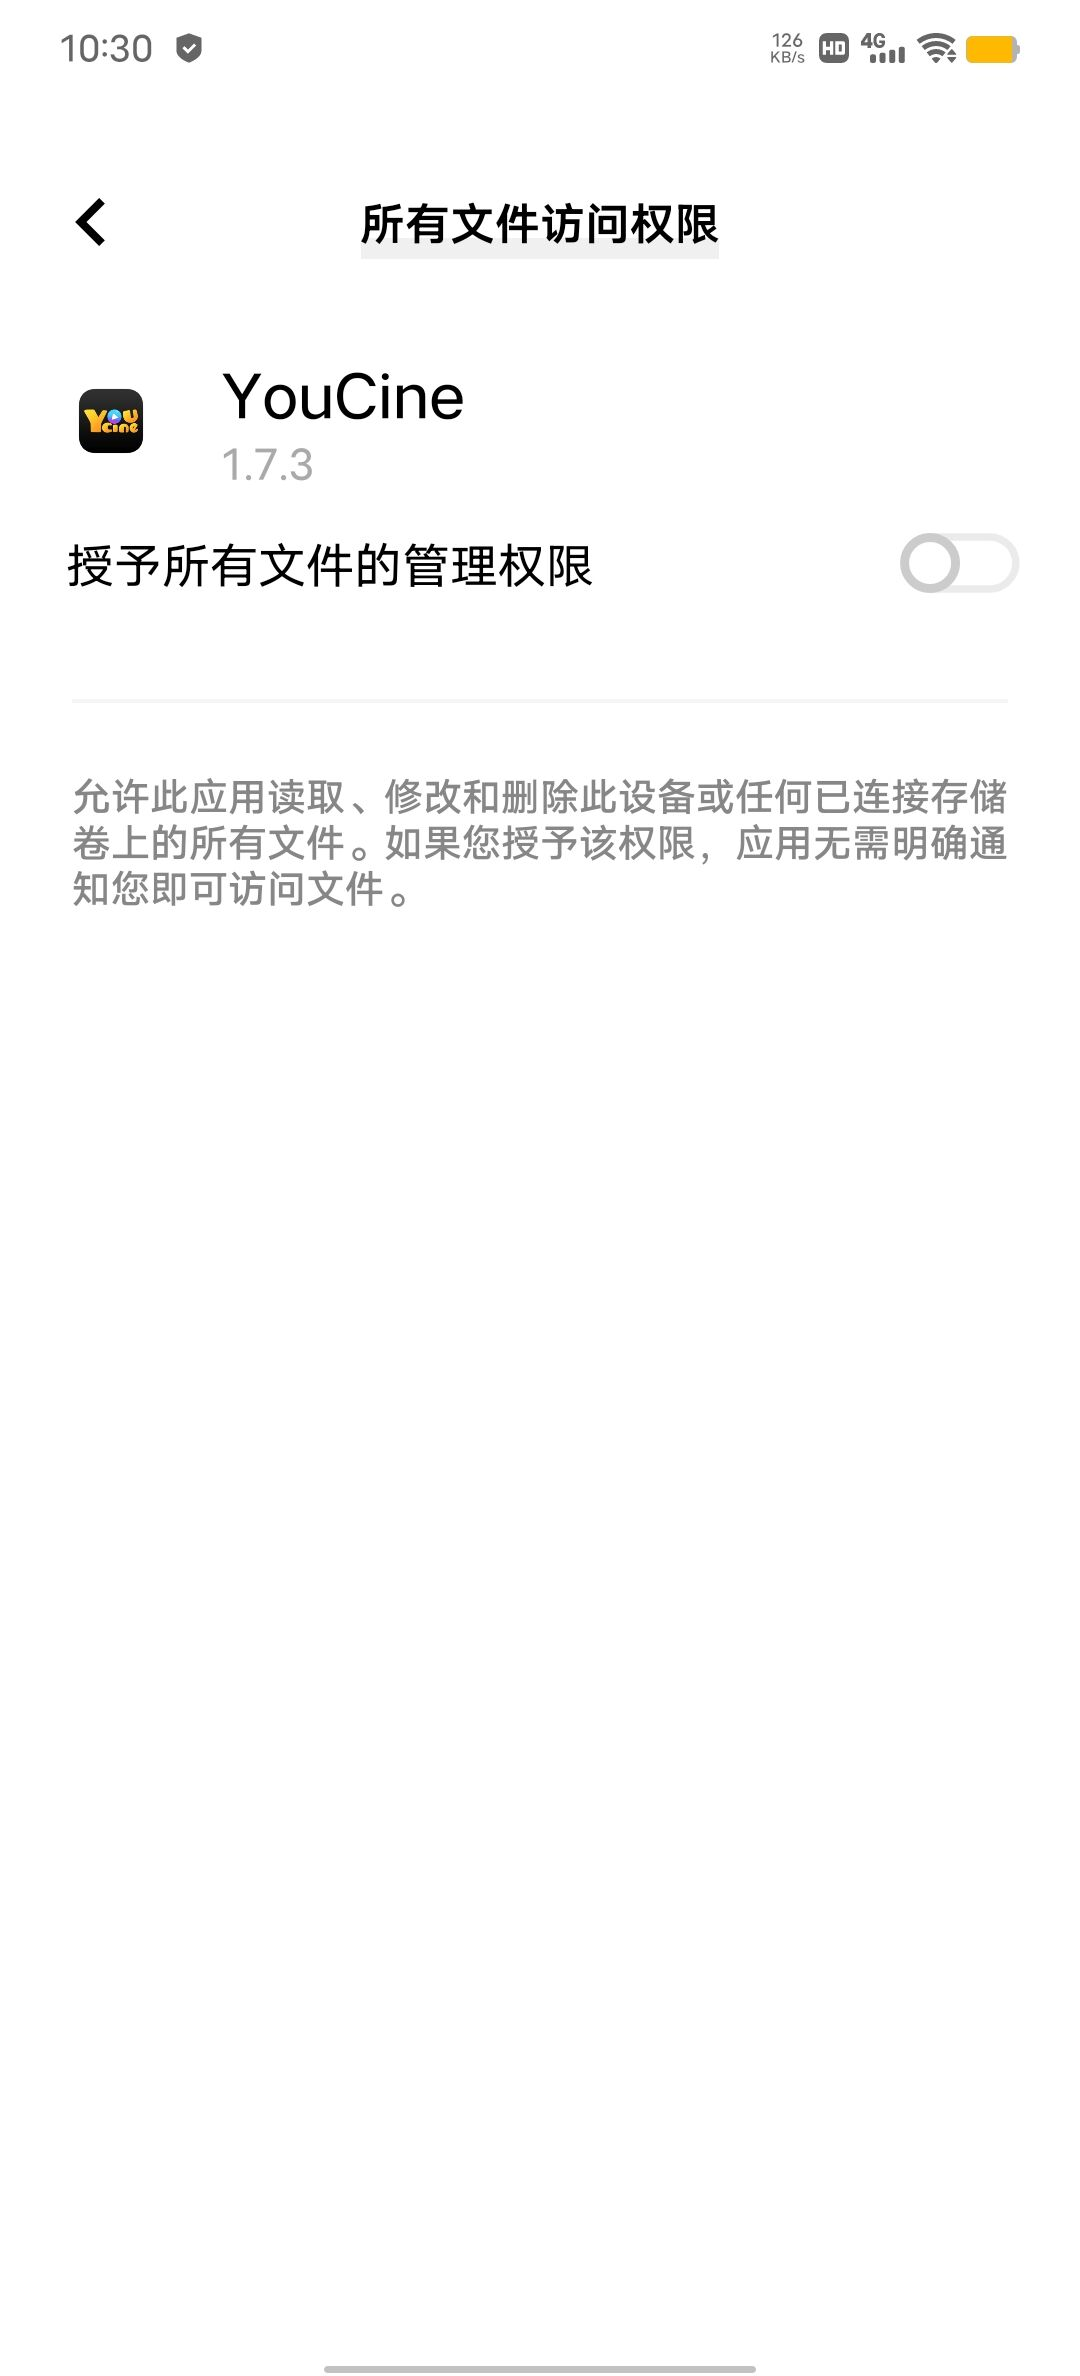 10:30
126
KB/s
HD
4G
所有文件访问权限
You
cine
YouCine
1.7.3
授予所有文件的管理权限
允许此应用读取、修改和删除此设备或任何已连接存储
卷上的所有文件。如果您授予该权限，应用无需明确通
知您即可访问文件。